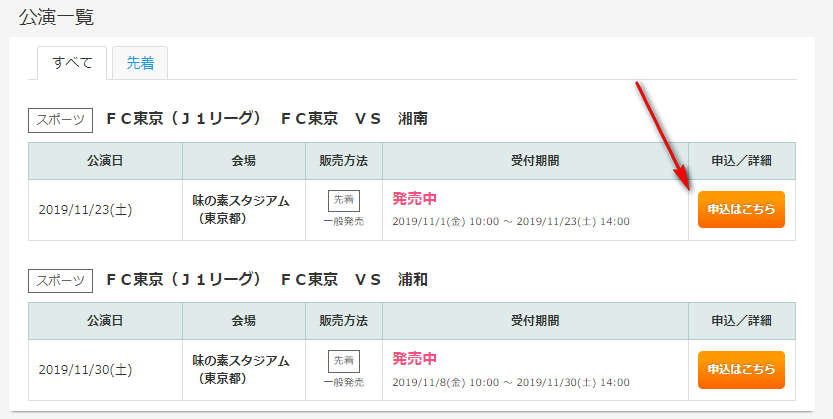 公演一覧
すべて 先着
スポーツ ＦＣ東京（Ｊ１リーグ）　ＦＣ東京　ＶＳ　湘南
公演日 会場 販売方法 受付期間 申込／詳細
2019/11/23(土) 味の素スタジアム（東京都） 先着 一般発売 発売中 2019/11/1(金) 10:00 ～ 2019/11/23(土) 14:00 申込はこちら
スポーツ ＦＣ東京（Ｊ１リーグ）　ＦＣ東京　ＶＳ　浦和
公演日 会場 販売方法 受付期間 申込／詳細
2019/11/30(土) 味の素スタジアム（東京都） 先着 一般発売 発売中 2019/11/8(金) 10:00 ～ 2019/11/30(土) 14:00 申込はこちら